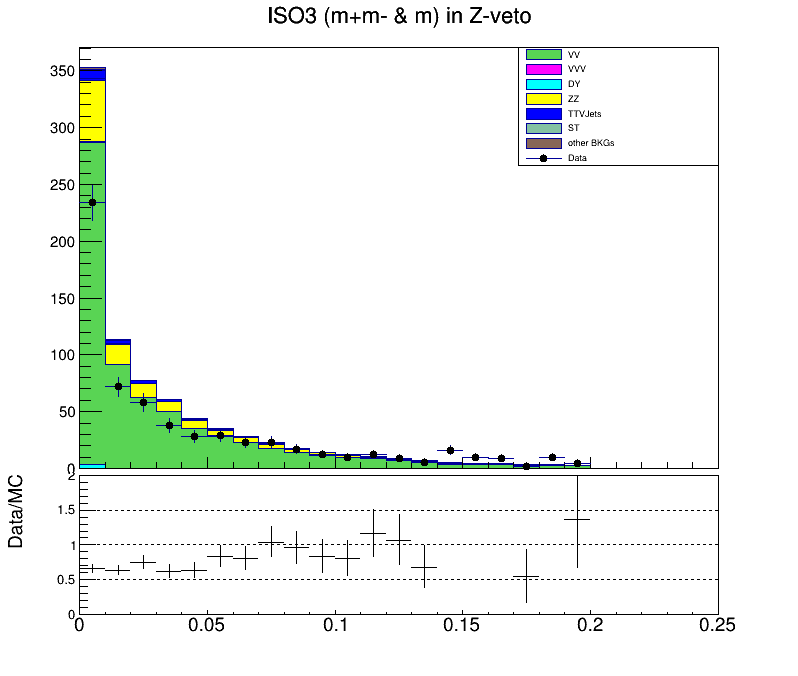 ISO3 (m+m- & m) in Z-veto
350
300
250
200
150
100
50
0
VV
VVV
DY
ZZ
TTVJets
ST
other BKGs
Data
Data/MC
2
1.5
1
0.5
0
0 0.05 0.1 0.15 0.2 0.25